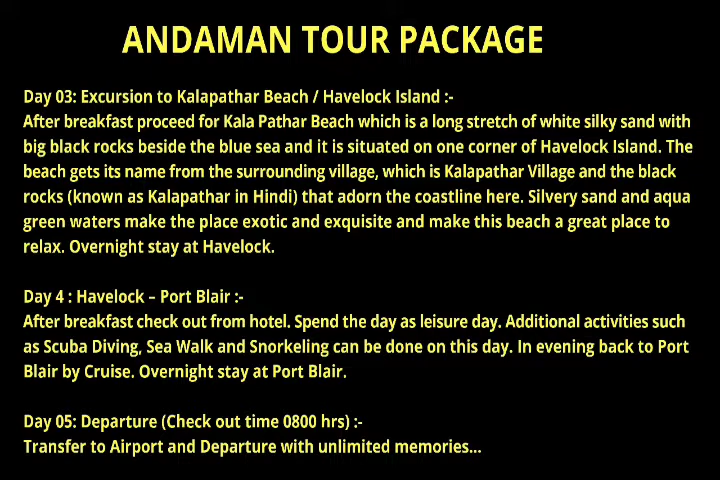 ANDAMAN TOUR PACKAGE
Day 03: Excursion to Kalapathar Beach / Havelock Island :-
After breakfast proceed for Kala Pathar Beach which is a long stretch of white silky sand with
big black rocks beside the blue sea and it is situated on one corner of Havelock Island. The
beach gets its name from the surrounding village, which is Kalapathar Village and the black
rocks (known as Kalapathar in Hindi) that adorn the coastline here. Silvery sand and aqua
green waters make the place exotic and exquisite and make this beach a great place to
relax. Overnight stay at Havelock.
Day 4 : Havelock – Port Blair :-
After breakfast check out from hotel. Spend the day as leisure day. Additional activities such
as Scuba Diving, Sea Walk and Snorkeling can be done on this day. In evening back to Port
Blair by Cruise. Overnight stay at Port Blair.
Day 05: Departure (Check out time 0800 hrs) :-
Transfer to Airport and Departure with unlimited memories...